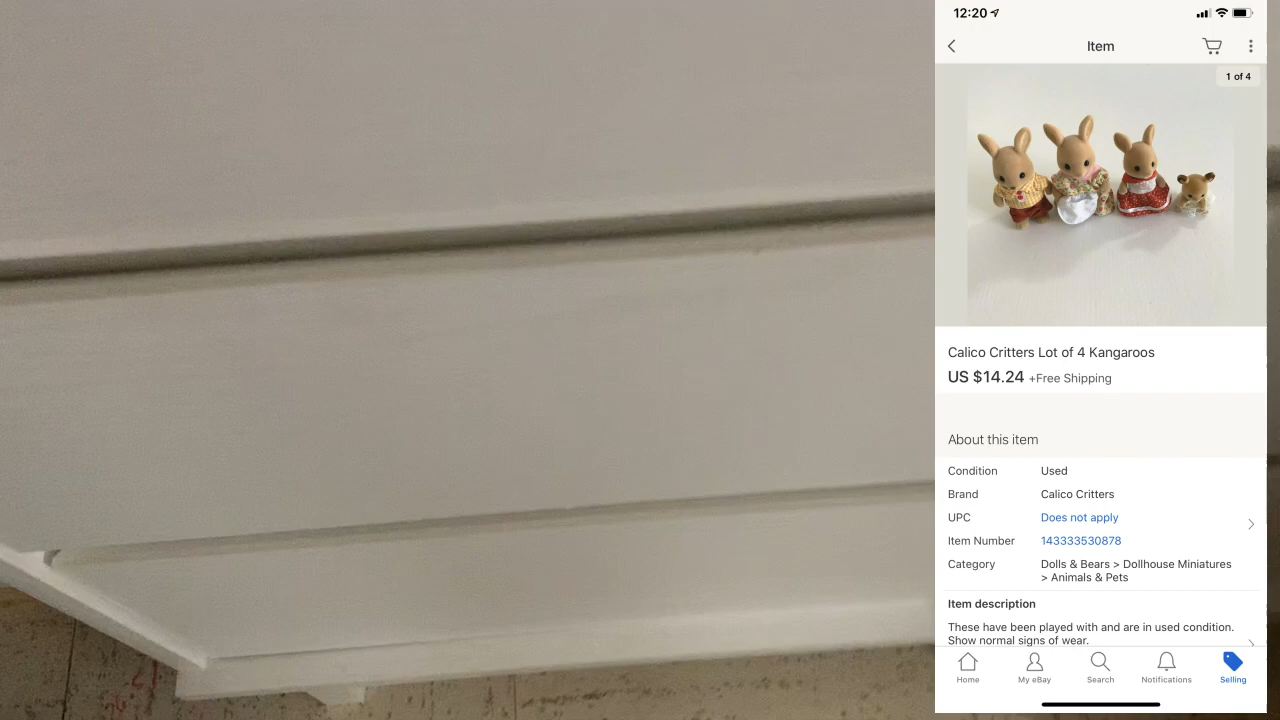 12:20
Item
1 of 4
Calico Critters Lot of 4 Kangaroos
US $14.24 +Free Shipping
About this item
Condition Used
Brand Calico Critters
UPC Does not apply
Item Number 143333530878
Category Dolls & Bears > Dollhouse Miniatures
> Animals & Pets
Item description
These have been played with and are in used condition.
Show normal signs of wear.
Home My eBay Search Notifications Selling